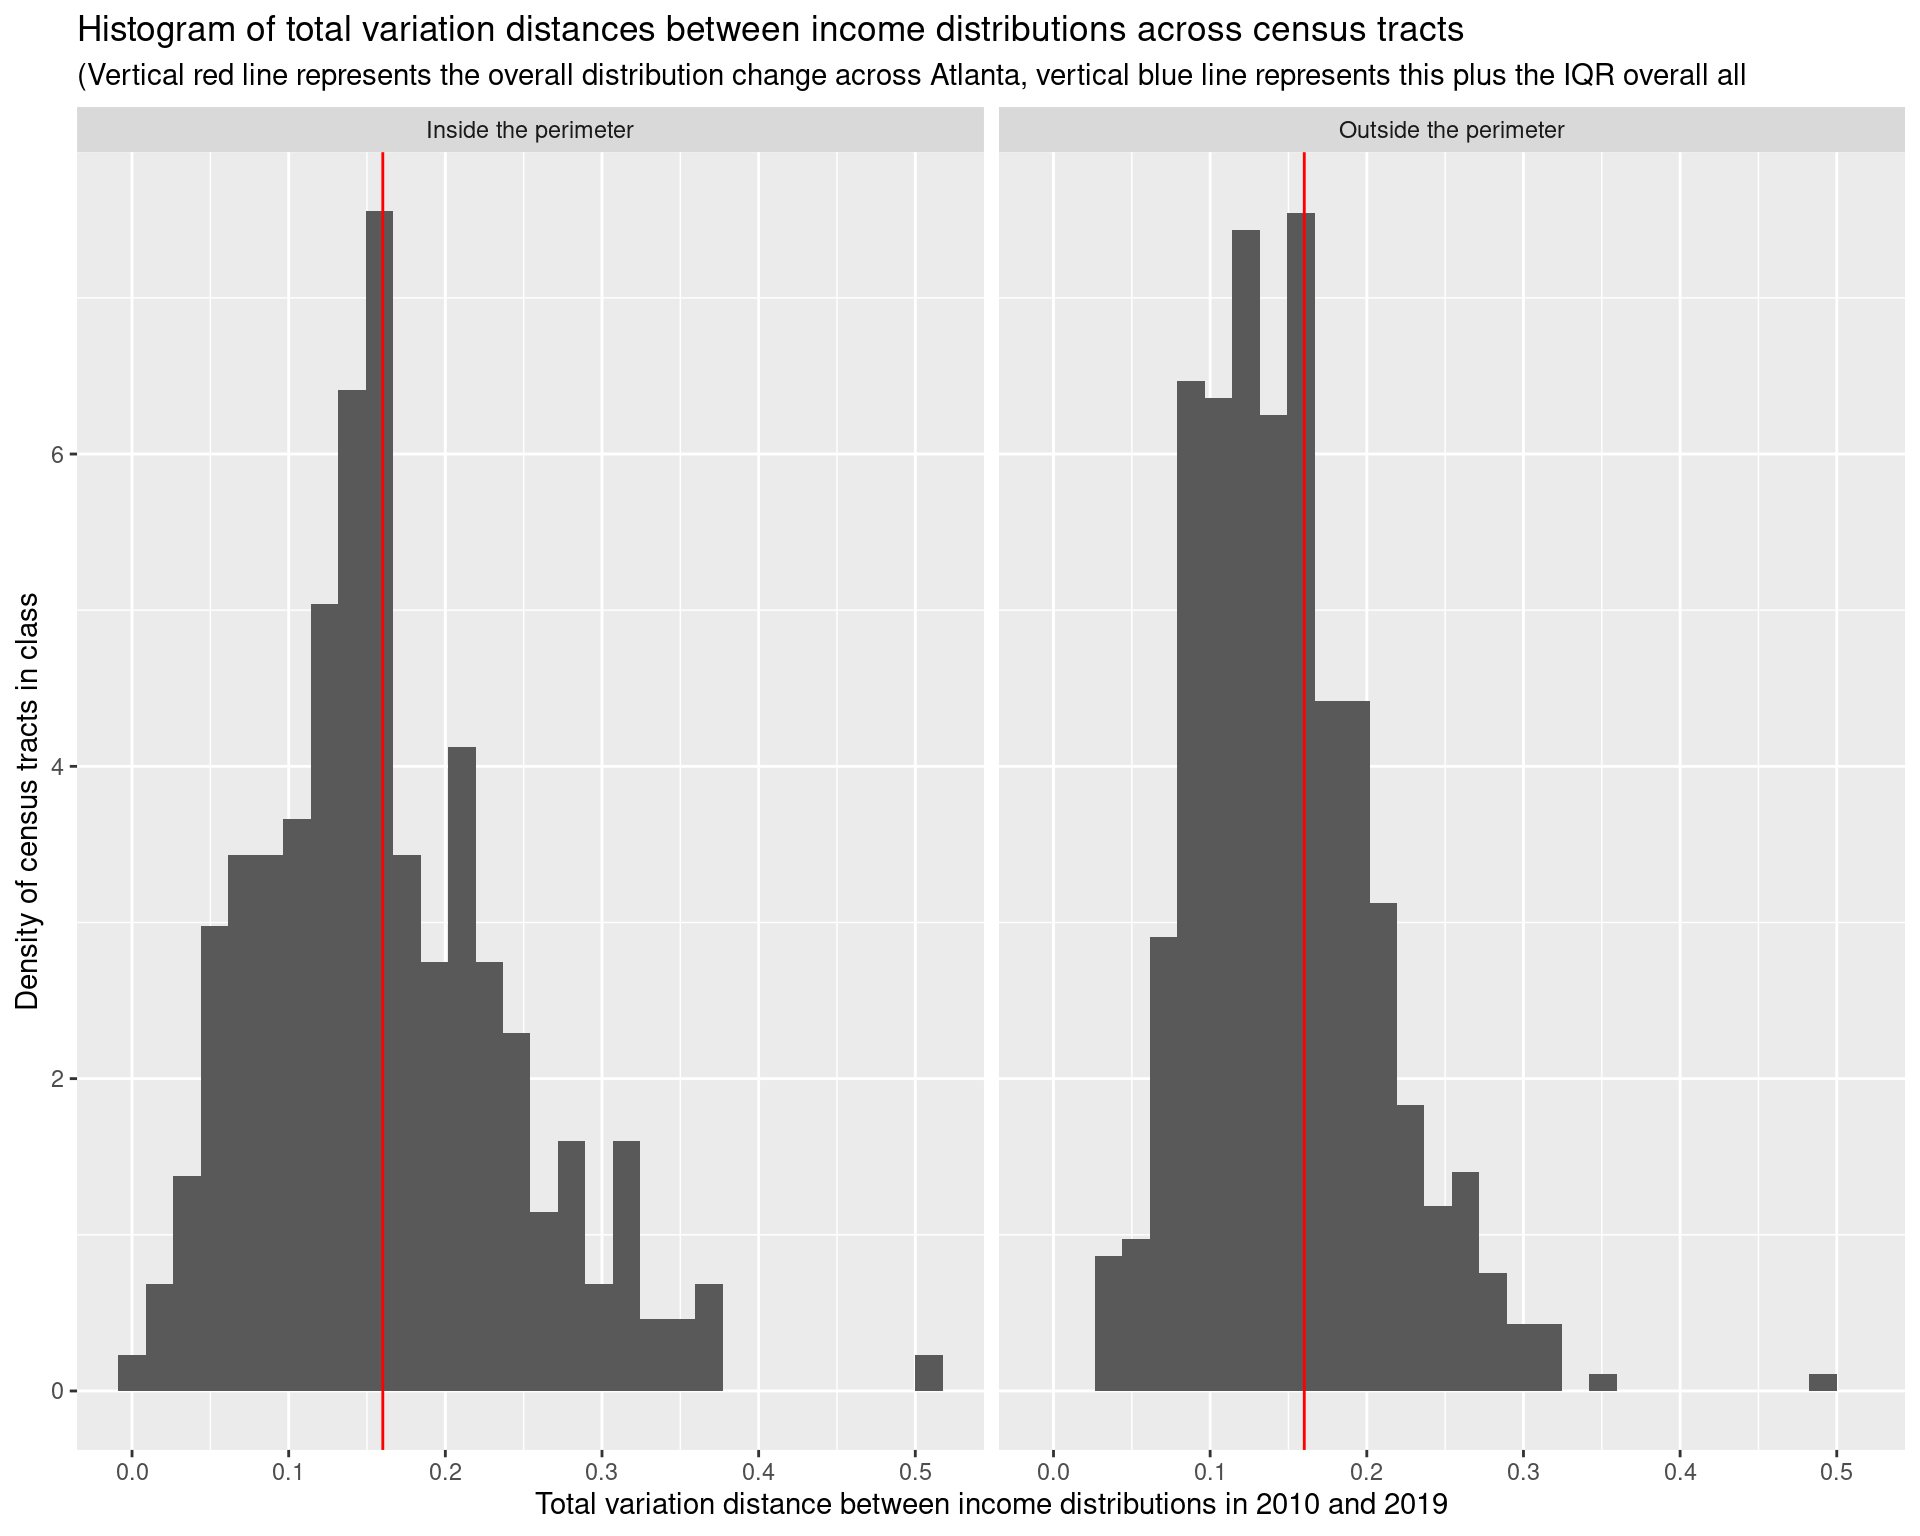 Histogram of total variation distances between income distributions across census tracts
(Vertical red line represents the overall distribution change across Atlanta, vertical blue line represents this plus the IQR overall all
Inside the perimeter
Outside the perimeter
Density of census tracts in class
6
4
2
0
0.0 0.1 0.2 0.3 0.4 0.5
0.0 0.1 0.2 0.3 0.4 0.5
Total variation distance between income distributions in 2010 and 2019